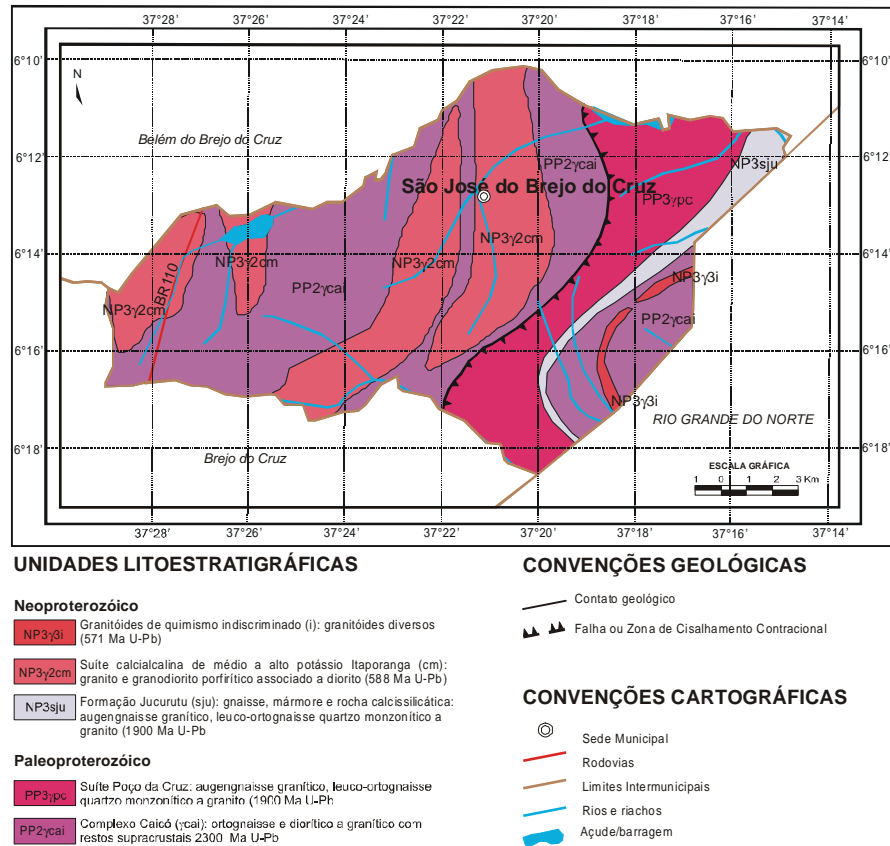 37°28' 37°26' 37°24' 37°22' 37°20' 37°18' 37°16' 37°14'
6°10' 6°10'
N
Belém do Brejo do Cruz
6°12' 6°12'
PP2γcai
NP3sju
São José do Brejo do Cruz
PP3γpc
NP3γ2cm
6°14' 6°14'
NP3γ2cm
NP3γ2cm
NP3γ3i
PP2γcai
BR110
NP3γ2cm
PP2γcai
6°16' 6°16'
NP3γ3i
RIO GRANDE DO NORTE
6°18' 6°18'
Brejo do Cruz
ESCALA GRÁFICA
1 0 1 2 3 Km
37°28' 37°26' 37°24' 37°22' 37°20' 37°18' 37°16' 37°14'
UNIDADES LITOESTRATIGRÁFICAS
Neoproterozóico
NP3γ3i
Granitóides de quimismo indiscriminado (i): granitóides diversos
(571 Ma U-Pb)
NP3γ2cm
Suíte calcialcalina de médio a alto potássio Itaporanga (cm):
granito e granodiorito porfirítico associado a diorito (588 Ma U-Pb)
NP3sju
Formação Jucurutu (sju): gnaisse, mármore e rocha calcissilicática:
augengnaisse granítico, leuco-ortognaisse quartzo monzonítico a
granito (1900 Ma U-Pb
Paleoproterozóico
PP3γpc
Suíte Poço da Cruz: augengnaisse granítico, leuco-ortognaisse
quartzo monzonítico a granito (1900 Ma U-Pb
PP2γcai
Complexo Caicó (γcai): ortognaisse e diorítico a granítico com
restos supracrustais 2300 Ma U-Pb
CONVENÇÕES GEOLÓGICAS
Contato geológico
Falha ou Zona de Cisalhamento Contracional
CONVENÇÕES CARTOGRÁFICAS
Sede Municipal
Rodovias
Limites Intermunicipais
Rios e riachos
Açude/barragem